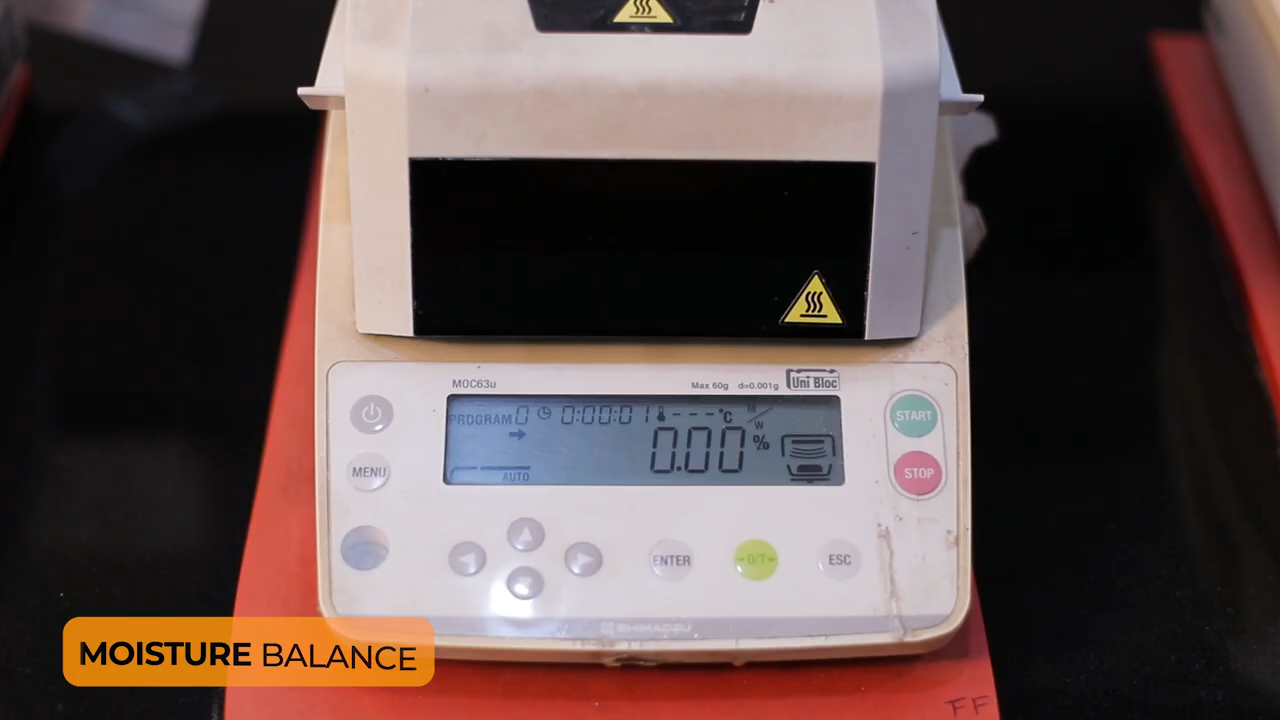 MOC63u
Max 60g d=0.001g Uni Bloc
PROGRAM 0 0:00:01 ----°C M/W
0.00 %
AUTO
START
MENU
STOP
ENTER
→O/T←
ESC
SHIMADZU
MOISTURE BALANCE
FF